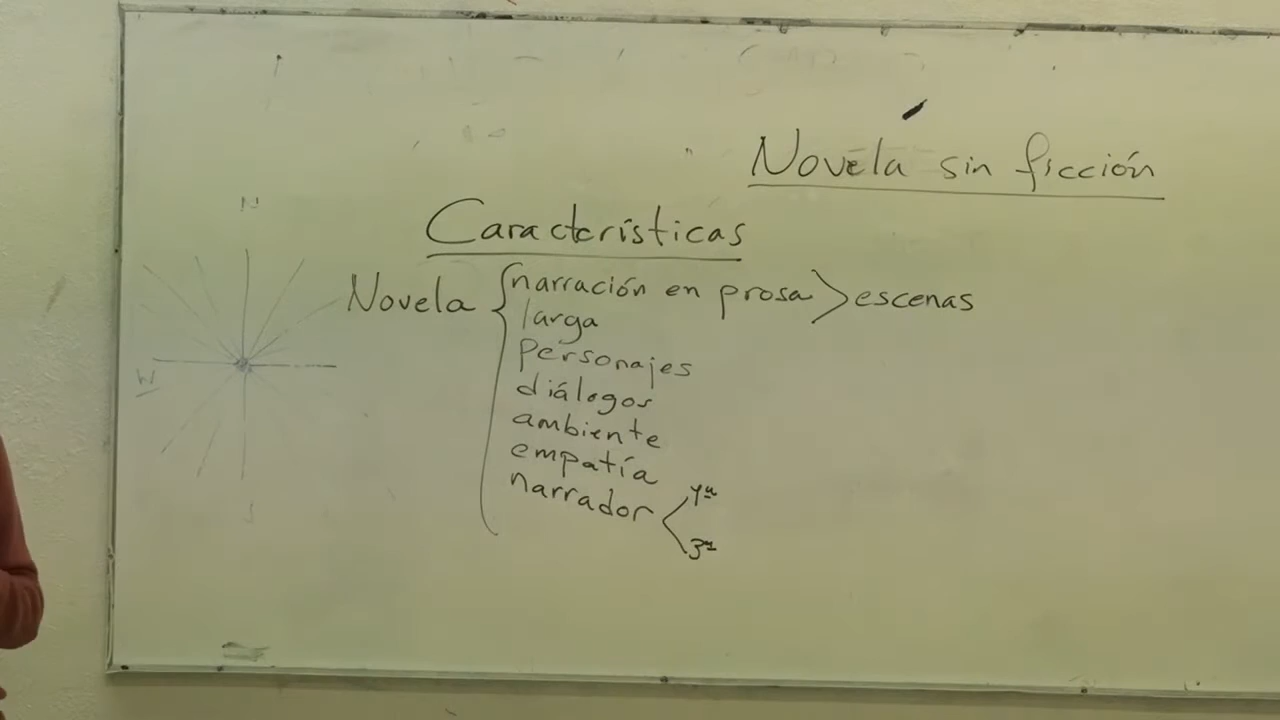 Novela sin ficción
Características
Novela { narración en prosa > escenas
larga
personajes
diálogos
ambiente
empatía
narrador < 1ª
3ª
N
W